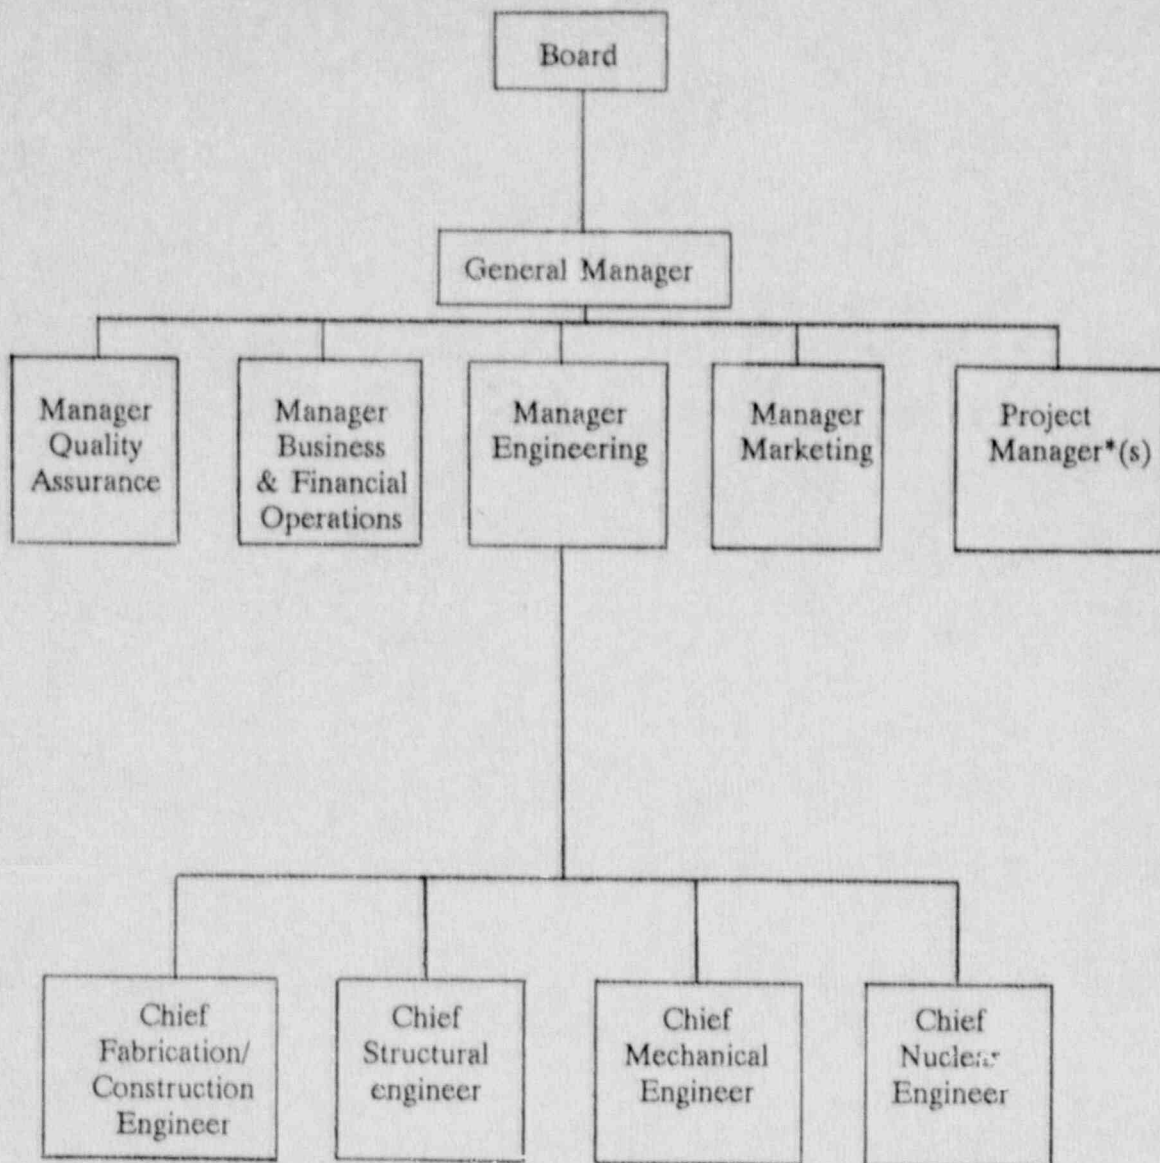 Board
General Manager
Manager
Quality
Assurance
Manager
Business
& Financial
Operations
Manager
Engineering
Manager
Marketing
Project
Manager*(s)
Chief
Fabrication/
Construction
Engineer
Chief
Structural
engineer
Chief
Mechanical
Engineer
Chief
Nuclear
Engineer